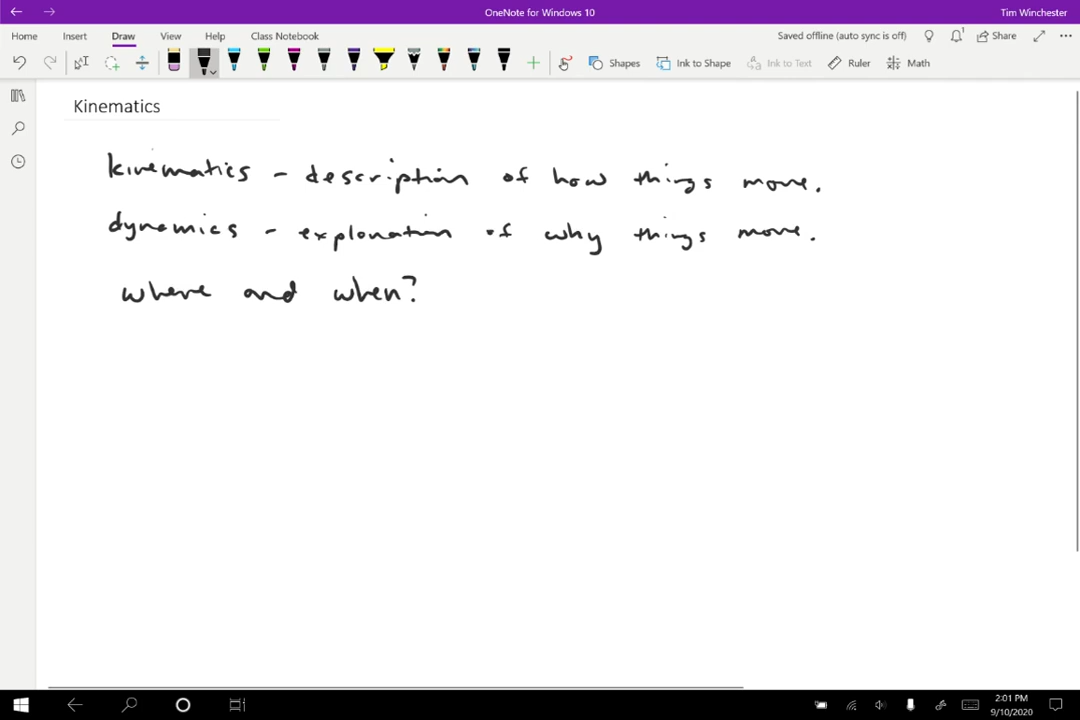 OneNote for Windows 10
Tim Winchester
Home Insert Draw View Help Class Notebook
Saved offline (auto sync is off) Share
Shapes Ink to Shape Ink to Text Ruler Math
Kinematics
kinematics - description of how things move.
dynamics - explanation of why things move.
where and when?
2:01 PM
9/10/2020